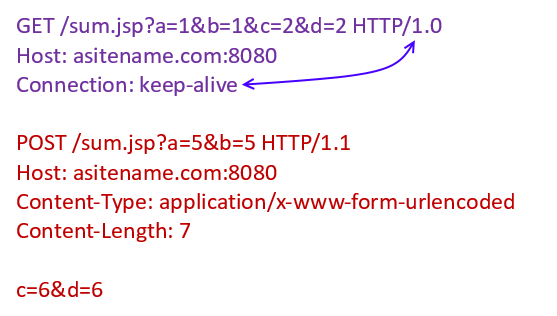 GET /sum.jsp?a=1&b=1&c=2&d=2 HTTP/1.0
Host: asitename.com:8080
Connection: keep-alive
POST /sum.jsp?a=5&b=5 HTTP/1.1
Host: asitename.com:8080
Content-Type: application/x-www-form-urlencoded
Content-Length: 7
c=6&d=6